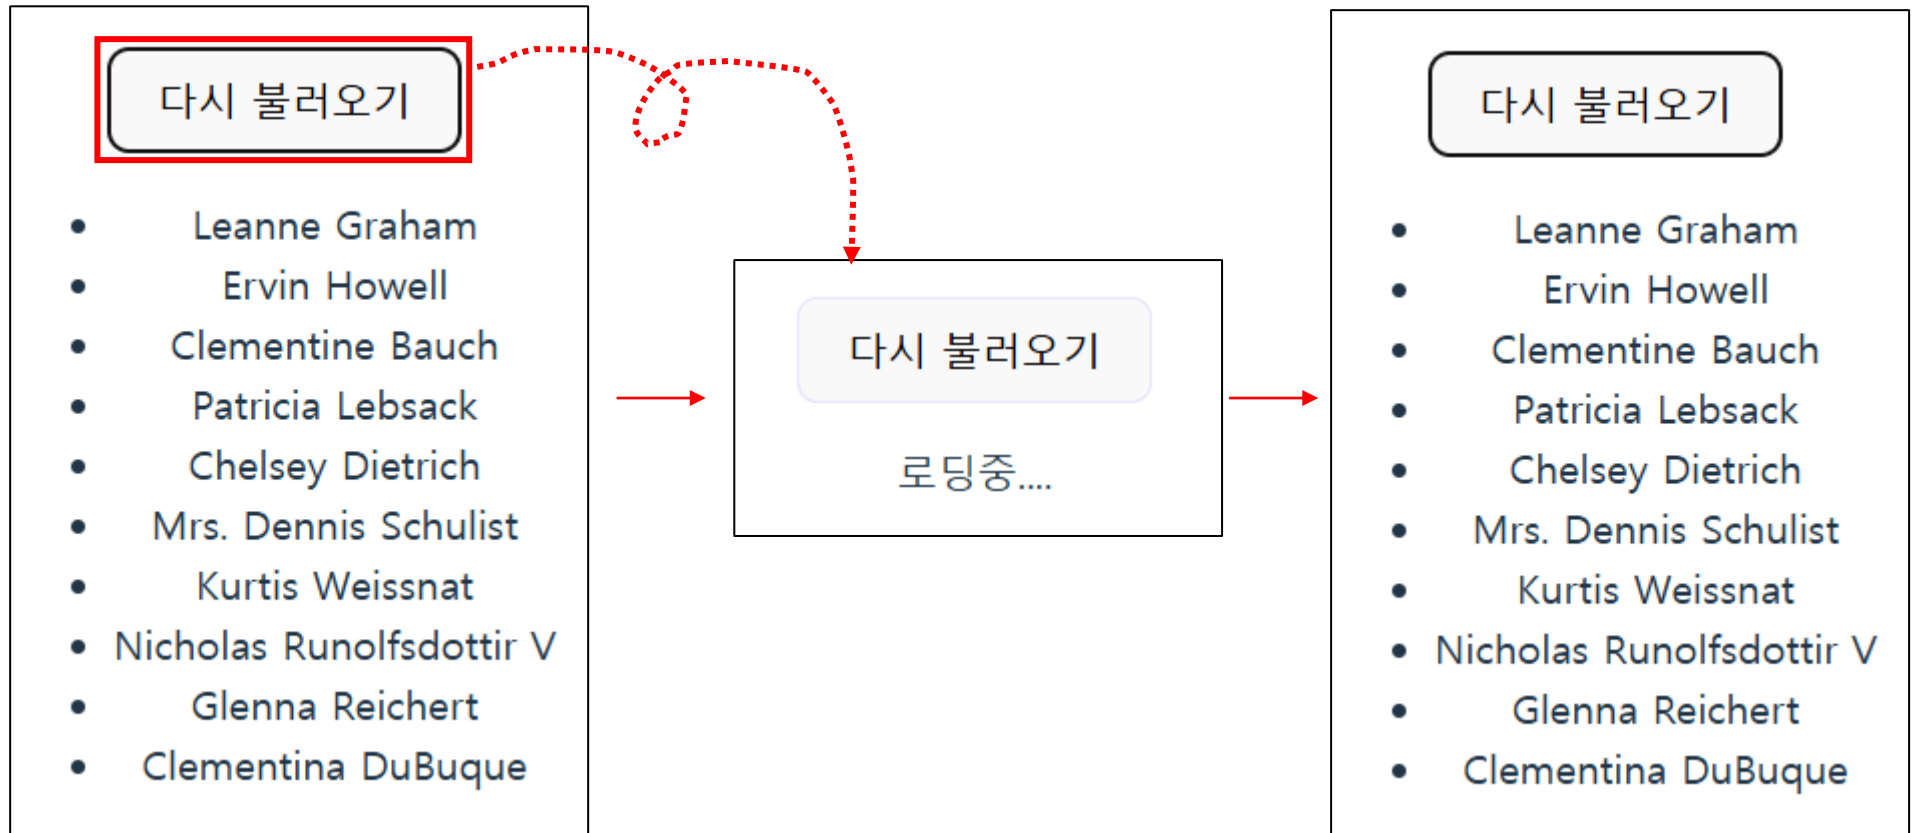 다시 불러오기
Leanne Graham
Ervin Howell
Clementine Bauch
Patricia Lebsack
Chelsey Dietrich
Mrs. Dennis Schulist
Kurtis Weissnat
Nicholas Runolfsdottir V
Glenna Reichert
Clementina DuBuque
다시 불러오기
로딩중....
다시 불러오기
Leanne Graham
Ervin Howell
Clementine Bauch
Patricia Lebsack
Chelsey Dietrich
Mrs. Dennis Schulist
Kurtis Weissnat
Nicholas Runolfsdottir V
Glenna Reichert
Clementina DuBuque